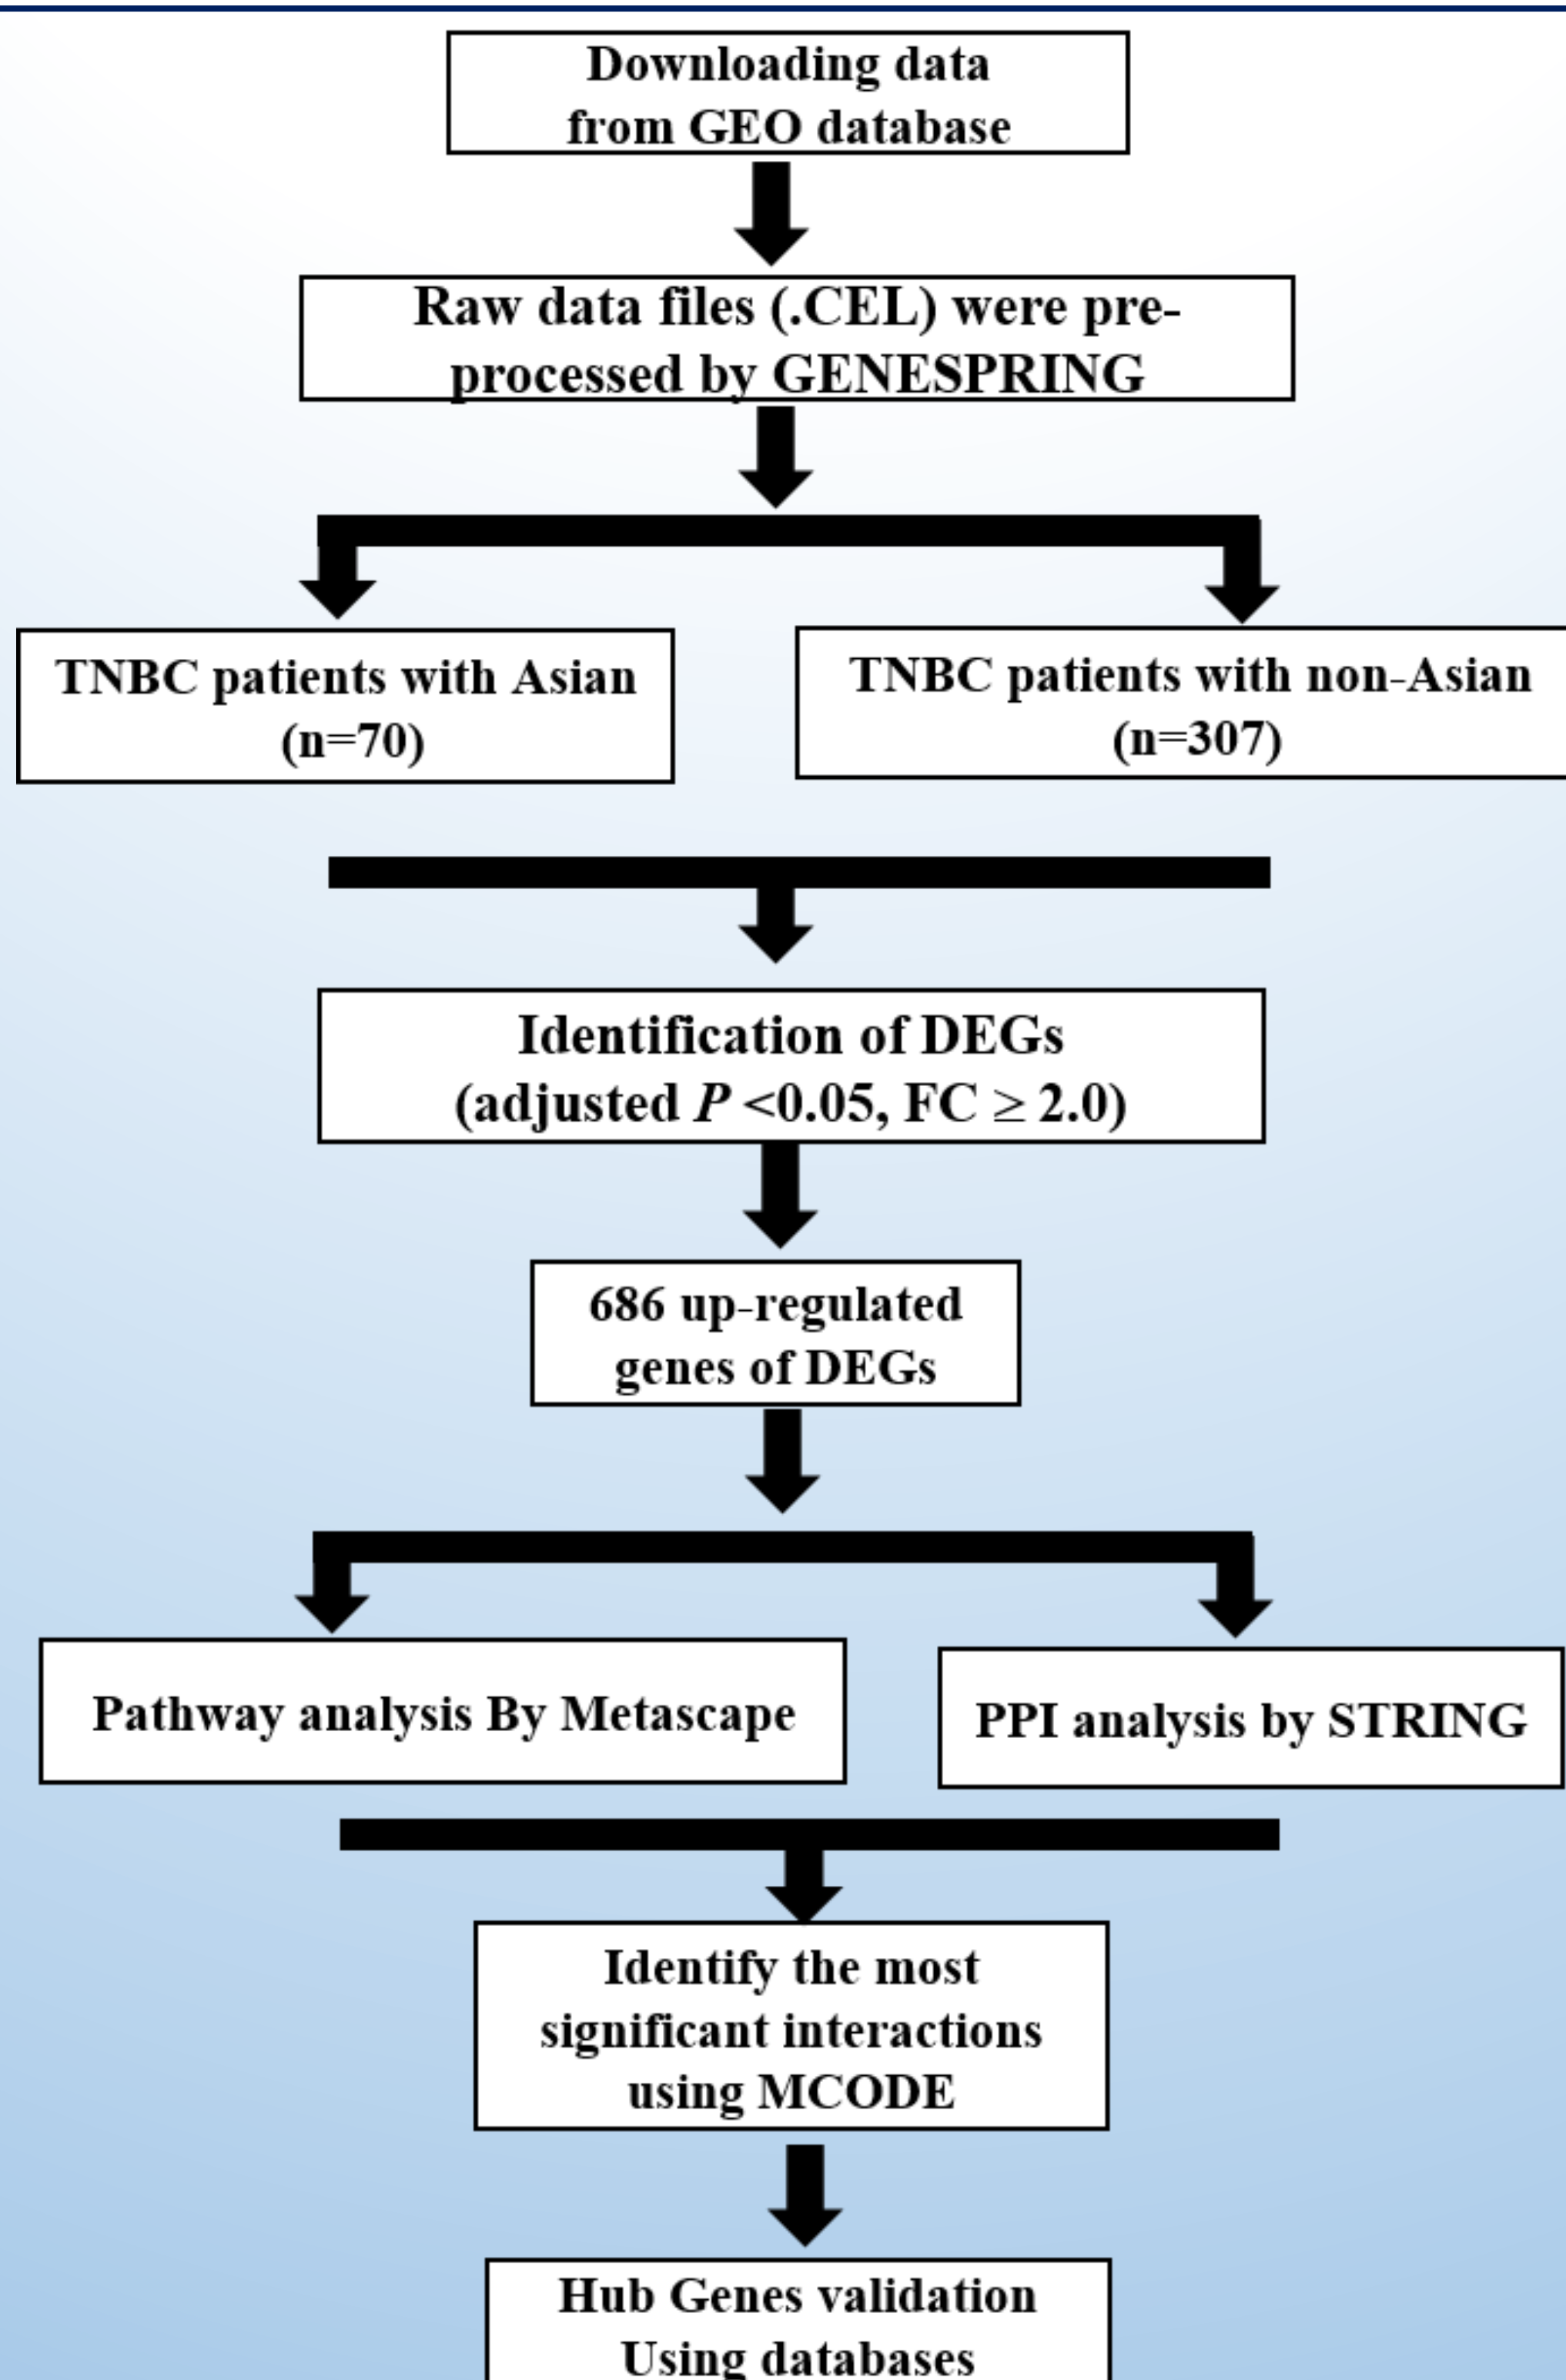 Downloading data
from GEO database
Raw data files (.CEL) were pre-
processed by GENESPRING
TNBC patients with Asian
(n=70)
TNBC patients with non-Asian
(n=307)
Identification of DEGs
(adjusted P <0.05, FC ≥ 2.0)
686 up-regulated
genes of DEGs
Pathway analysis By Metascape
PPI analysis by STRING
Identify the most
significant interactions
using MCODE
Hub Genes validation
Using databases